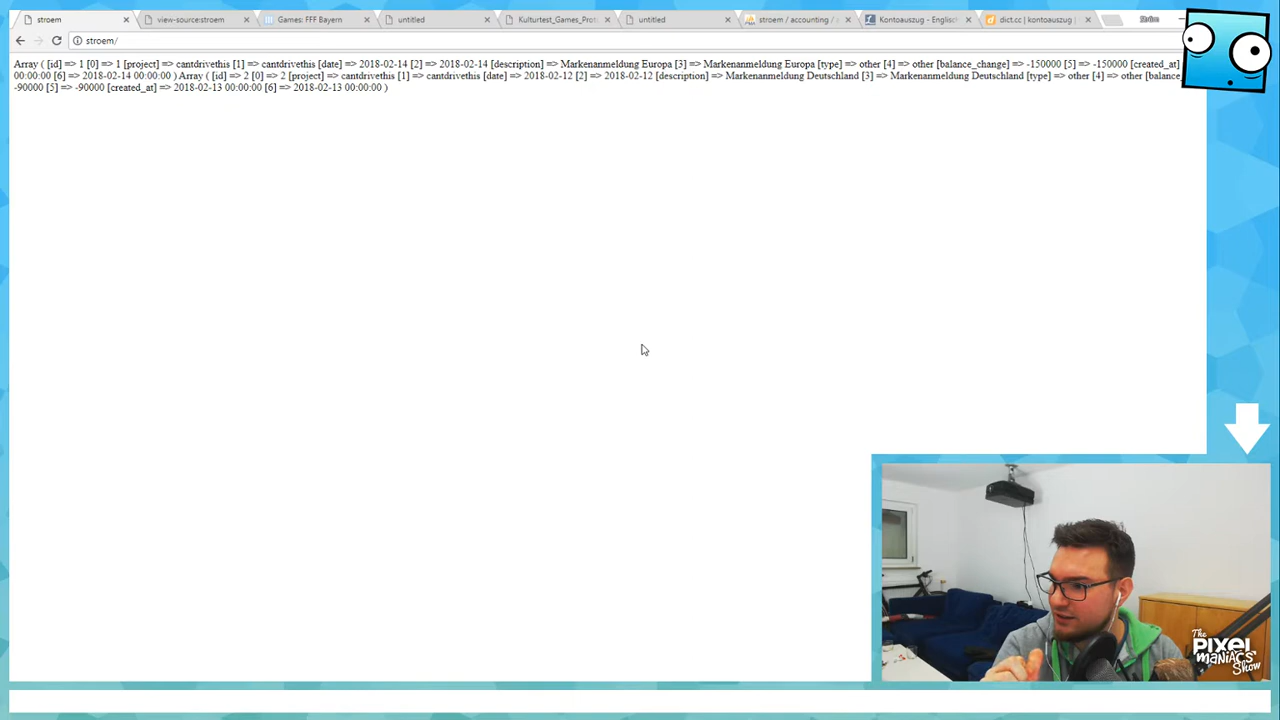 stroem
view-source:stroem
Games: FFF Bayern
untitled
Kulturtest_Games_Prot
untitled
stroem / accounting / a
Kontoauszug - Englisch
dict.cc | kontoauszug |
stroem/
Array ( [id] => 1 [0] => 1 [project] => cantdrivethis [1] => cantdrivethis [date] => 2018-02-14 [2] => 2018-02-14 [description] => Markenanmeldung Europa [3] => Markenanmeldung Europa [type] => other [4] => other [balance_change] => -150000 [5] => -150000 [created_at]
00:00:00 [6] => 2018-02-14 00:00:00 ) Array ( [id] => 2 [0] => 2 [project] => cantdrivethis [1] => cantdrivethis [date] => 2018-02-12 [2] => 2018-02-12 [description] => Markenanmeldung Deutschland [3] => Markenanmeldung Deutschland [type] => other [4] => other [balance_
-90000 [5] => -90000 [created_at] => 2018-02-13 00:00:00 [6] => 2018-02-13 00:00:00 )
The
PIXEL
MANIACS
Show